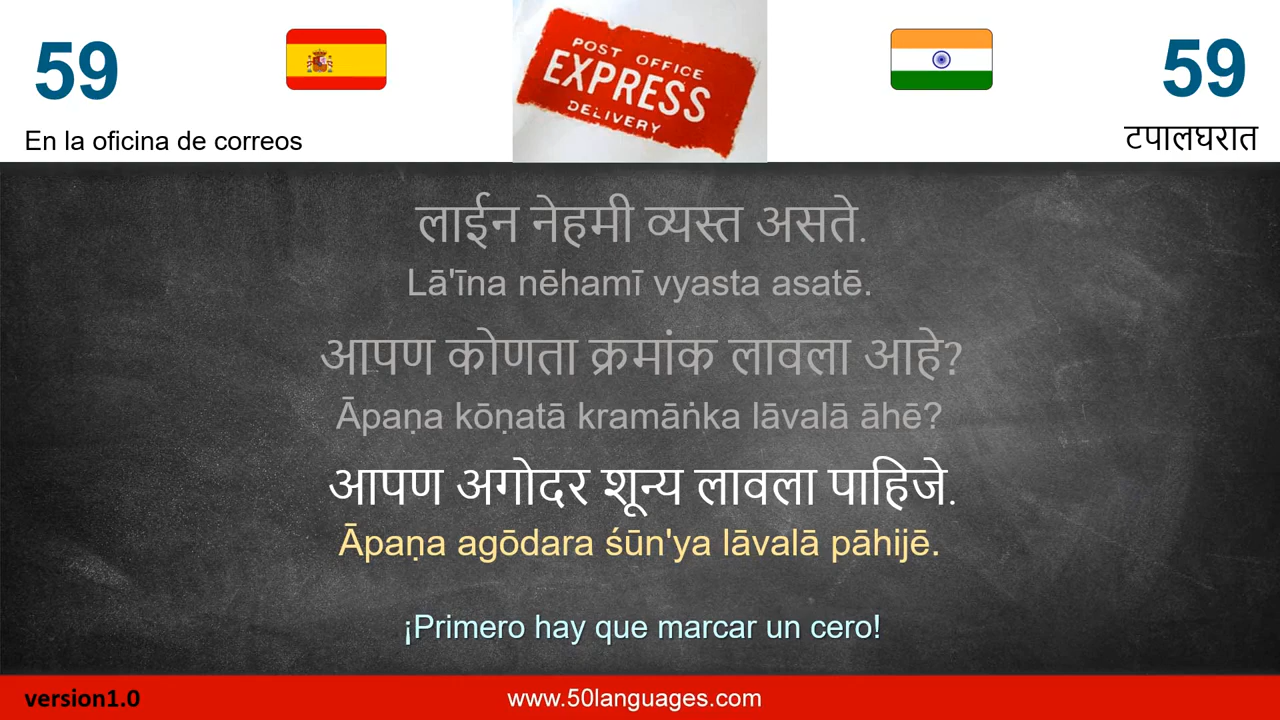 59
59
En la oficina de correos
टपालघरात
POST OFFICE
EXPRESS
DELIVERY
लाईन नेहमी व्यस्त असते.
Lā'īna nēhamī vyasta asatē.
आपण कोणता क्रमांक लावला आहे?
Āpaṇa kōṇatā kramāṅka lāvalā āhē?
आपण अगोदर शून्य लावला पाहिजे.
Āpaṇa agōdara śūn'ya lāvalā pāhijē.
¡Primero hay que marcar un cero!
version1.0
www.50languages.com